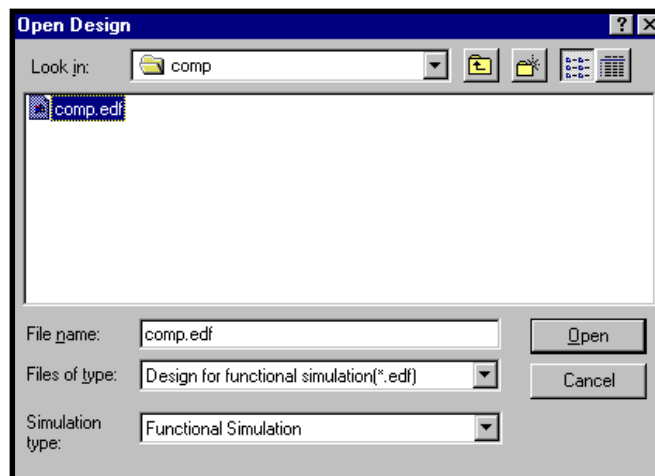 Open Design
Look in: comp
comp.edf
File name: comp.edf Open
Files of type: Design for functional simulation(*.edf) Cancel
Simulation type: Functional Simulation